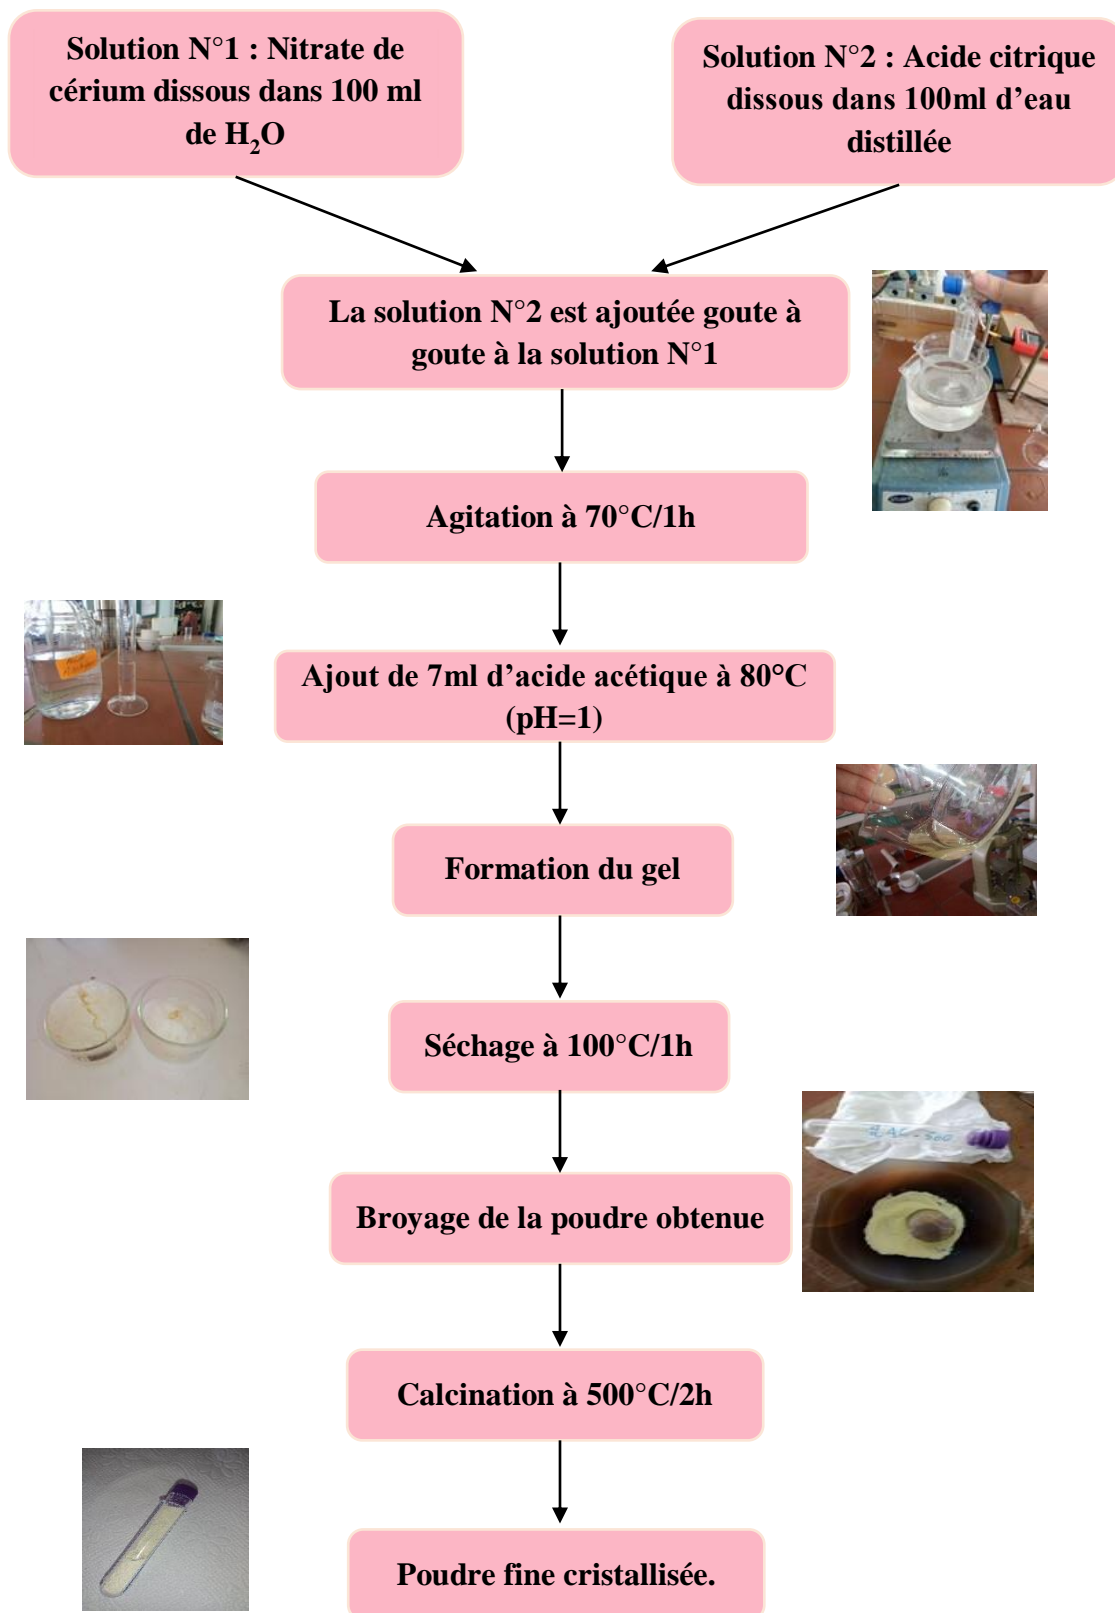 Solution N°1 : Nitrate de
cérium dissous dans 100 ml
de H₂O
Solution N°2 : Acide citrique
dissous dans 100ml d’eau
distillée
La solution N°2 est ajoutée goute à
goute à la solution N°1
Agitation à 70°C/1h
Ajout de 7ml d’acide acétique à 80°C
(pH=1)
Formation du gel
Séchage à 100°C/1h
Broyage de la poudre obtenue
Calcination à 500°C/2h
Poudre fine cristallisée.